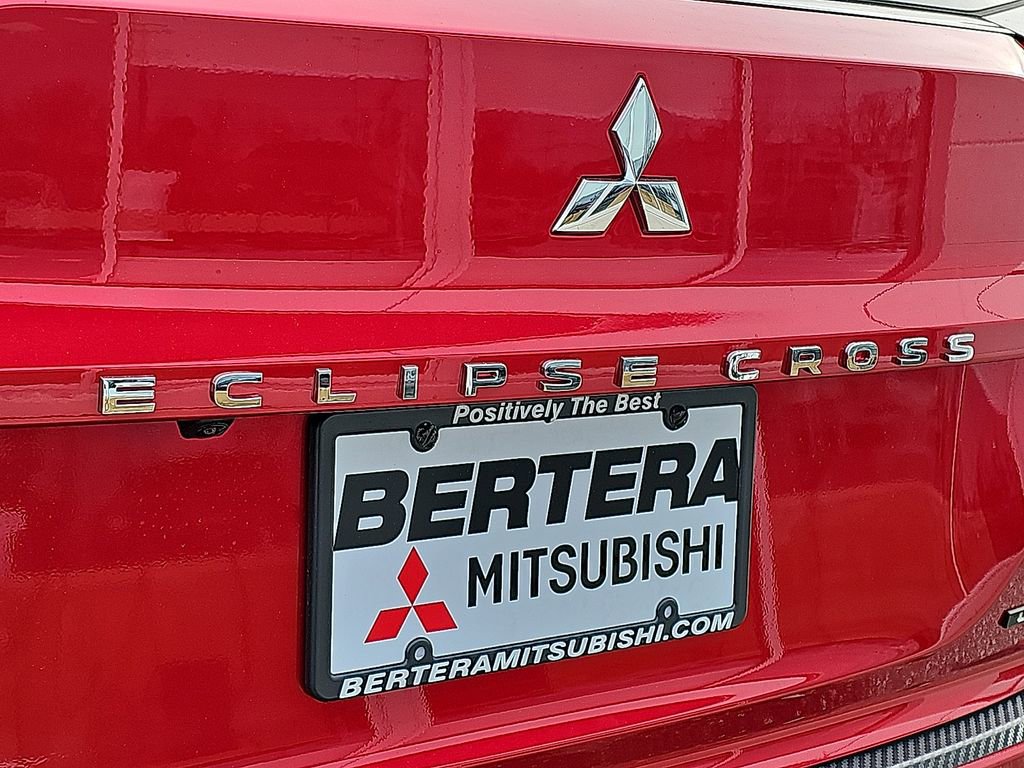 ECLIPSE CROSS
Positively The Best
BERTERA
MITSUBISHI
BERTERAMITSUBISHI.COM